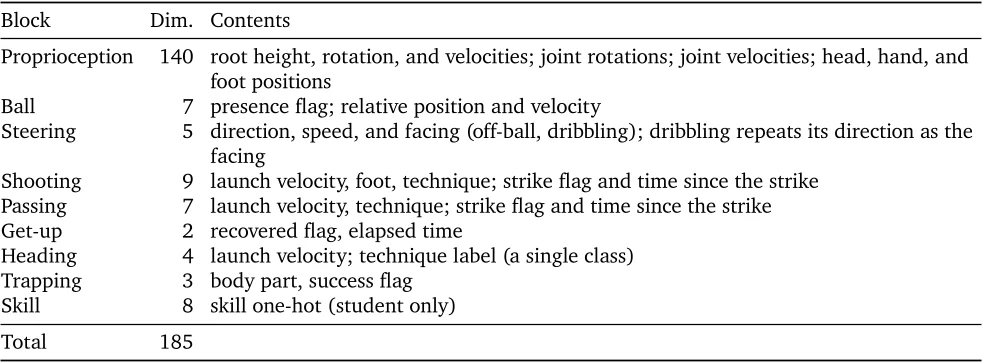 Block Dim. Contents
Proprioception 140 root height, rotation, and velocities; joint rotations; joint velocities; head, hand, and
foot positions
Ball 7 presence flag; relative position and velocity
Steering 5 direction, speed, and facing (off-ball, dribbling); dribbling repeats its direction as the
facing
Shooting 9 launch velocity, foot, technique; strike flag and time since the strike
Passing 7 launch velocity, technique; strike flag and time since the strike
Get-up 2 recovered flag, elapsed time
Heading 4 launch velocity; technique label (a single class)
Trapping 3 body part, success flag
Skill 8 skill one-hot (student only)
Total 185